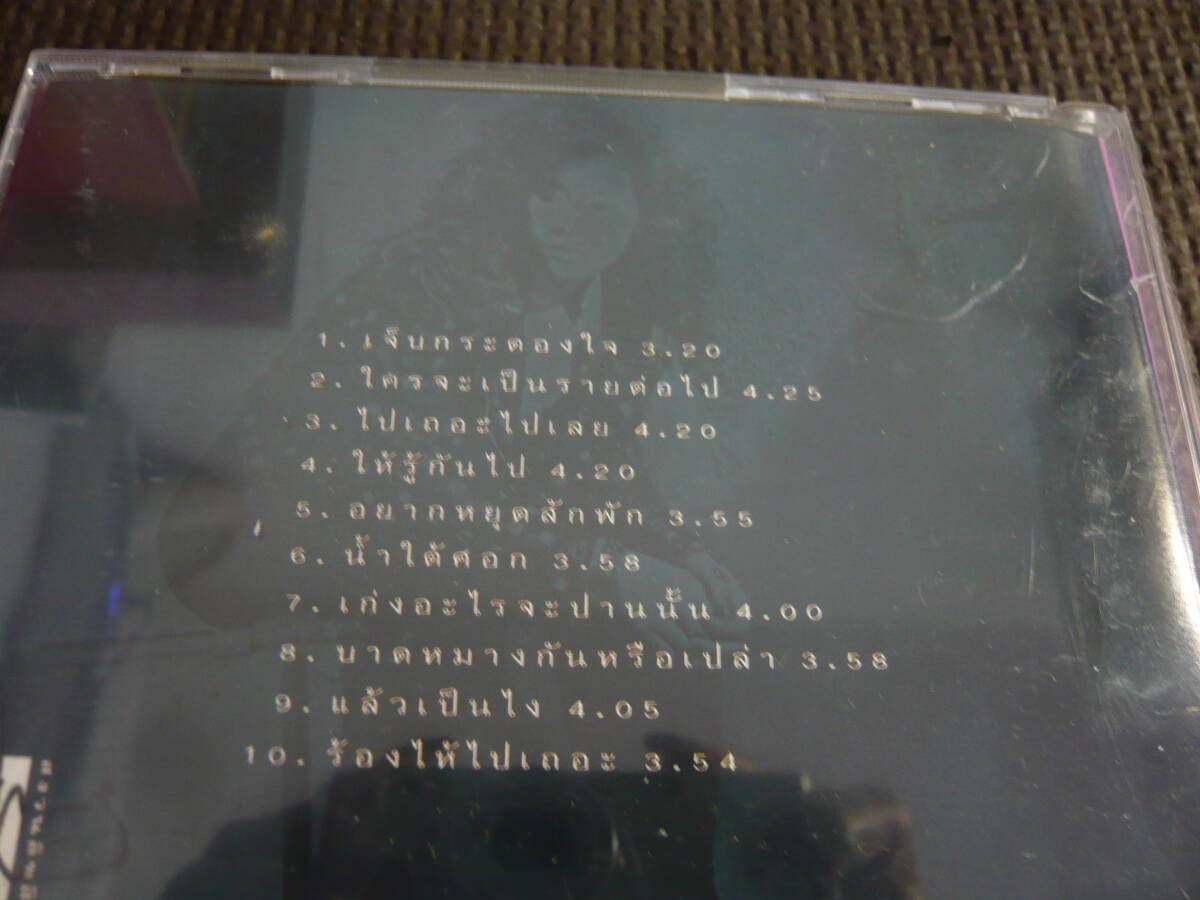 1. เจ็บกระดองใจ 3.20
2. ใครจะเป็นรายต่อไป 4.25
3. ไปเถอะไปเลย 4.20
4. ให้รู้กันไป 4.20
5. อยากหยุดสักพัก 3.55
6. น้ำใต้ศอก 3.58
7. เก่งอะไรจะปานนั้น 4.00
8. บาดหมางกันหรือเปล่า 3.58
9. แล้วเป็นไง 4.05
10. ร้องไห้ไปเถอะ 3.54